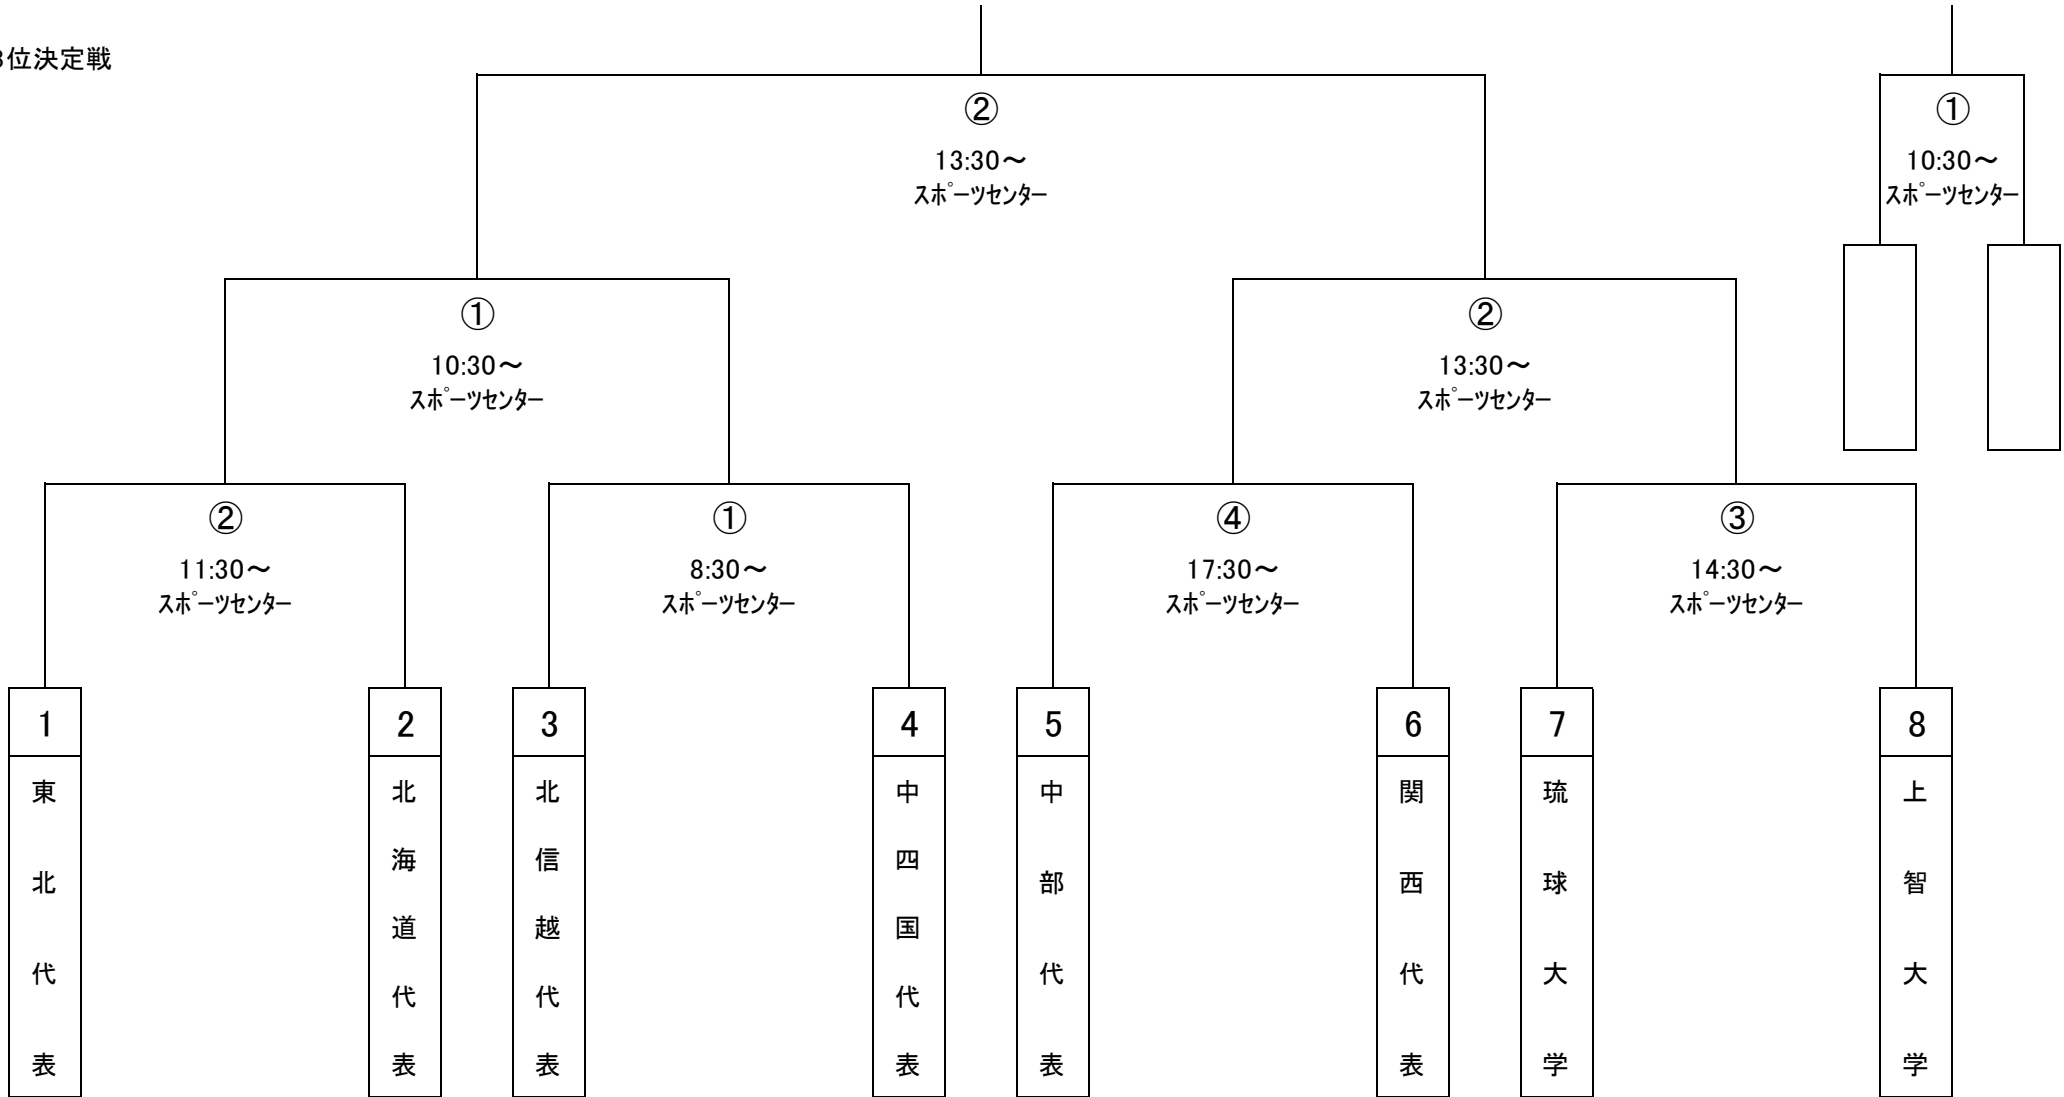 3位決定戦
②
13:30～
スポーツセンター
①
10:30～
スポーツセンター
①
10:30～
スポーツセンター
②
13:30～
スポーツセンター
②
11:30～
スポーツセンター
①
8:30～
スポーツセンター
④
17:30～
スポーツセンター
③
14:30～
スポーツセンター
1
東北代表
2
北海道代表
3
北信越代表
4
中四国代表
5
中部代表
6
関西代表
7
琉球大学
8
上智大学